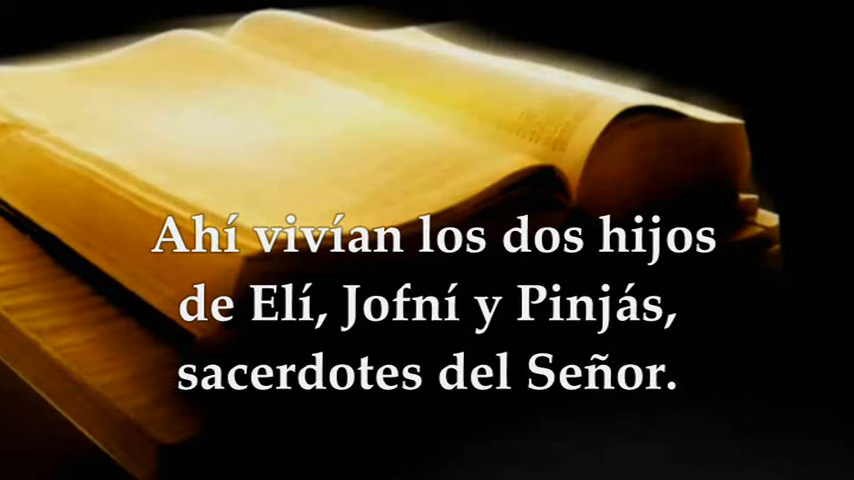 Ahí vivían los dos hijos
de Elí, Jofní y Pinjás,
sacerdotes del Señor.